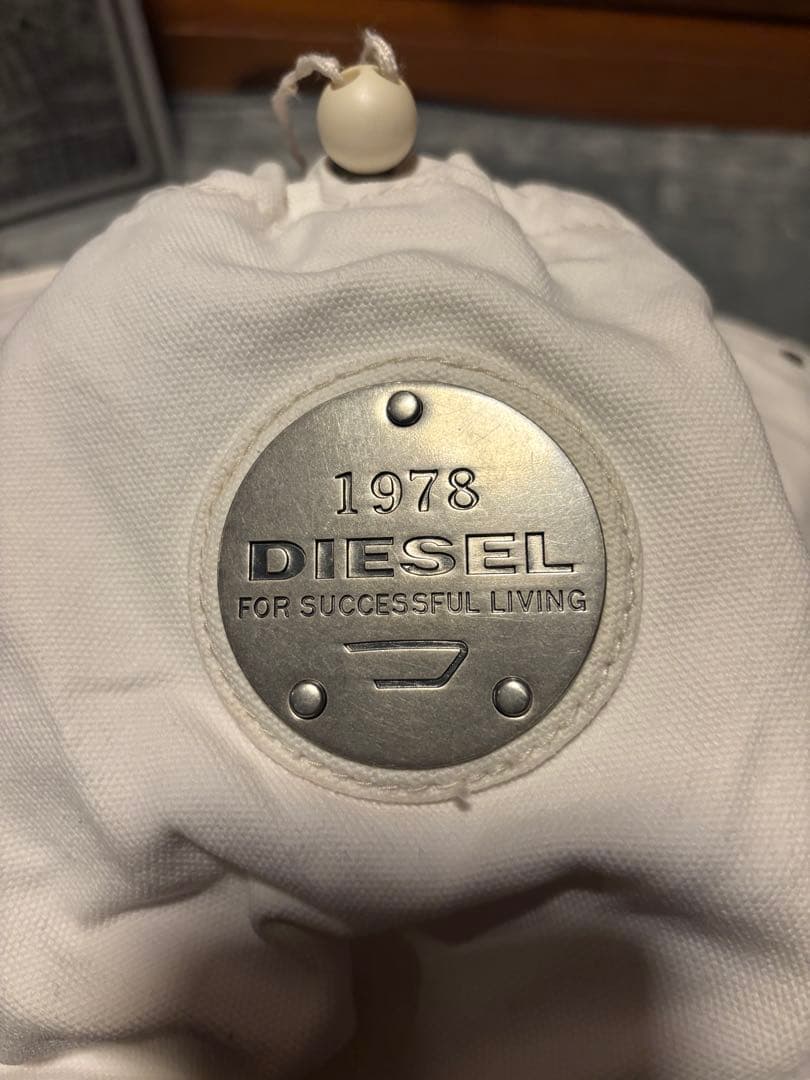 1978
DIESEL
FOR SUCCESSFUL LIVING